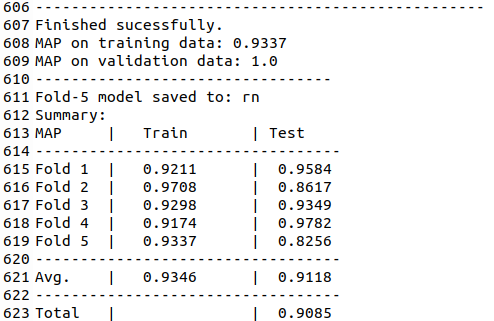 606 --------------------------------------------------
607 Finished sucessfully.
608 MAP on training data: 0.9337
609 MAP on validation data: 1.0
610 ---------------------------------
611 Fold-5 model saved to: rn
612 Summary:
613 MAP     |   Train       | Test
614 ----------------------------------
615 Fold 1  |   0.9211      |  0.9584
616 Fold 2  |   0.9708      |  0.8617
617 Fold 3  |   0.9298      |  0.9349
618 Fold 4  |   0.9174      |  0.9782
619 Fold 5  |   0.9337      |  0.8256
620 ----------------------------------
621 Avg.    |   0.9346      |  0.9118
622 ----------------------------------
623 Total   |               |  0.9085